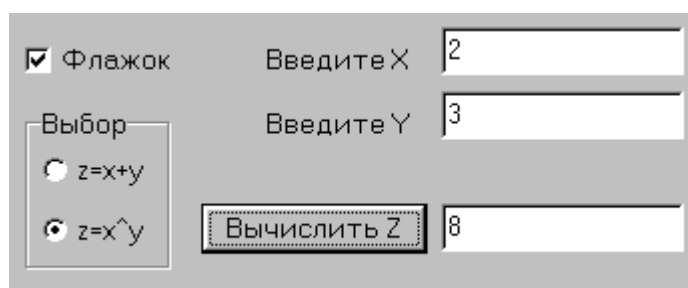 Флажок
Введите X
2
Выбор
Введите Y
3
z=x+y
z=x^y
Вычислить Z
8